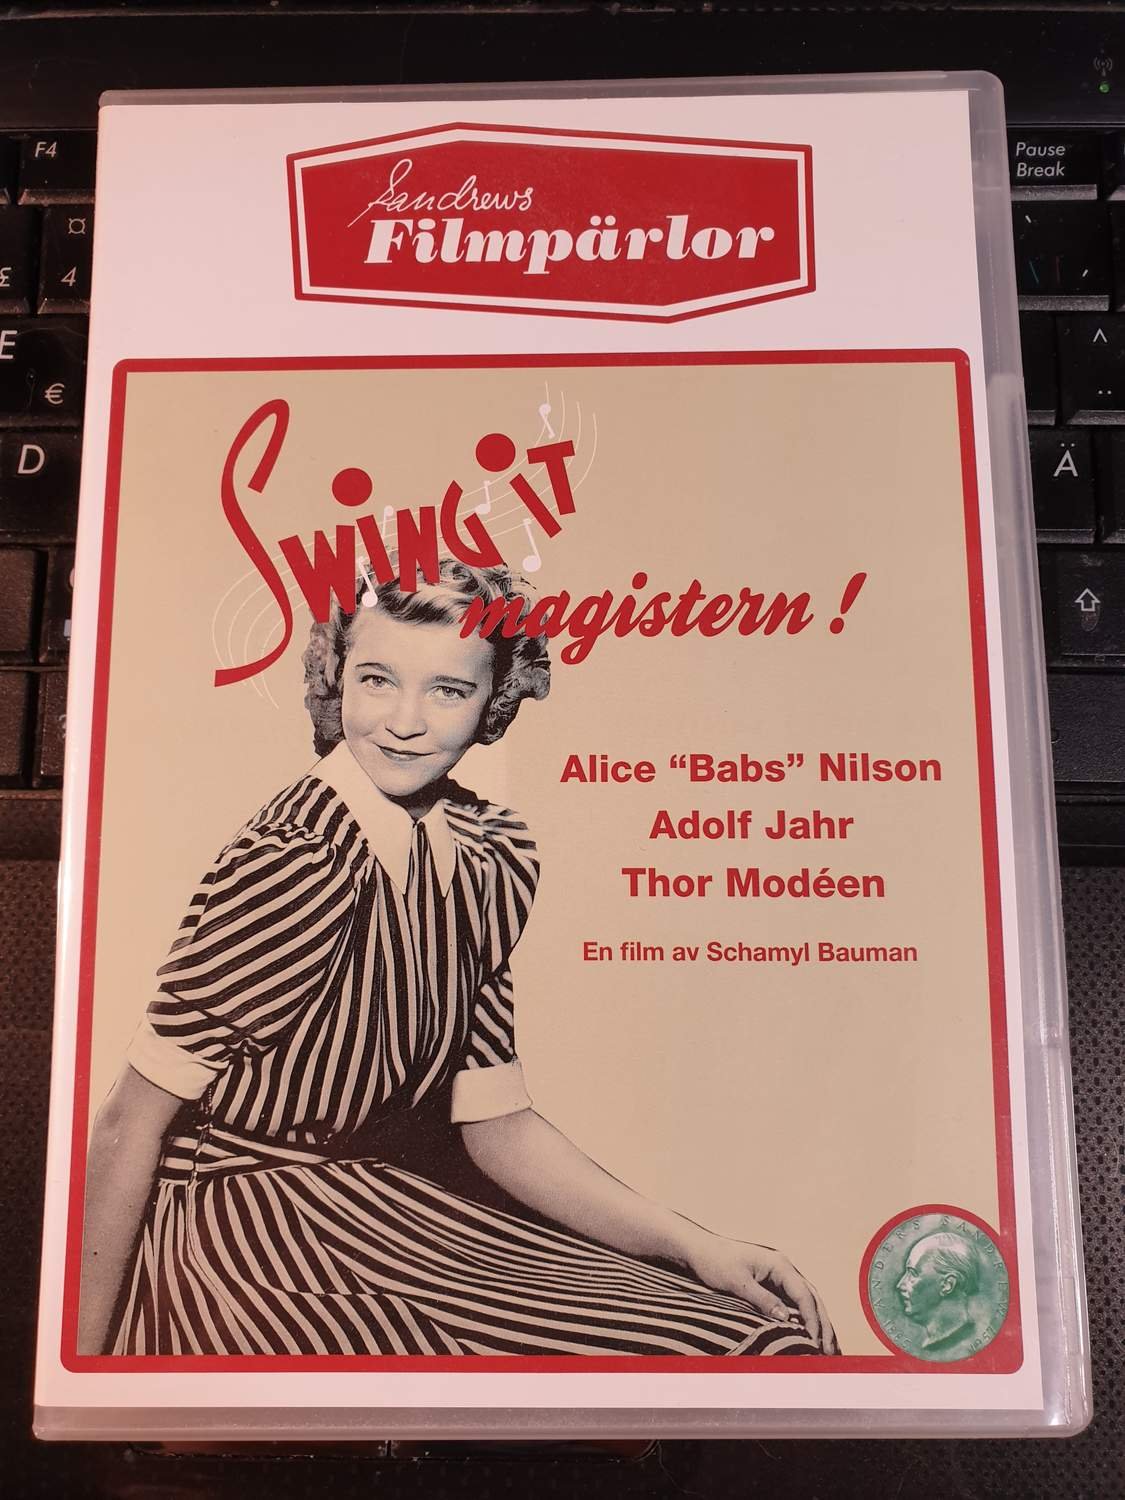 F4
Pause
Break
¤
£
4
E
€
D
Ä
^
¨
Sandrews
Filmpärlor
SWING IT
magistern!
Alice “Babs” Nilson
Adolf Jahr
Thor Modéen
En film av Schamyl Bauman
ANDERS SANDREW